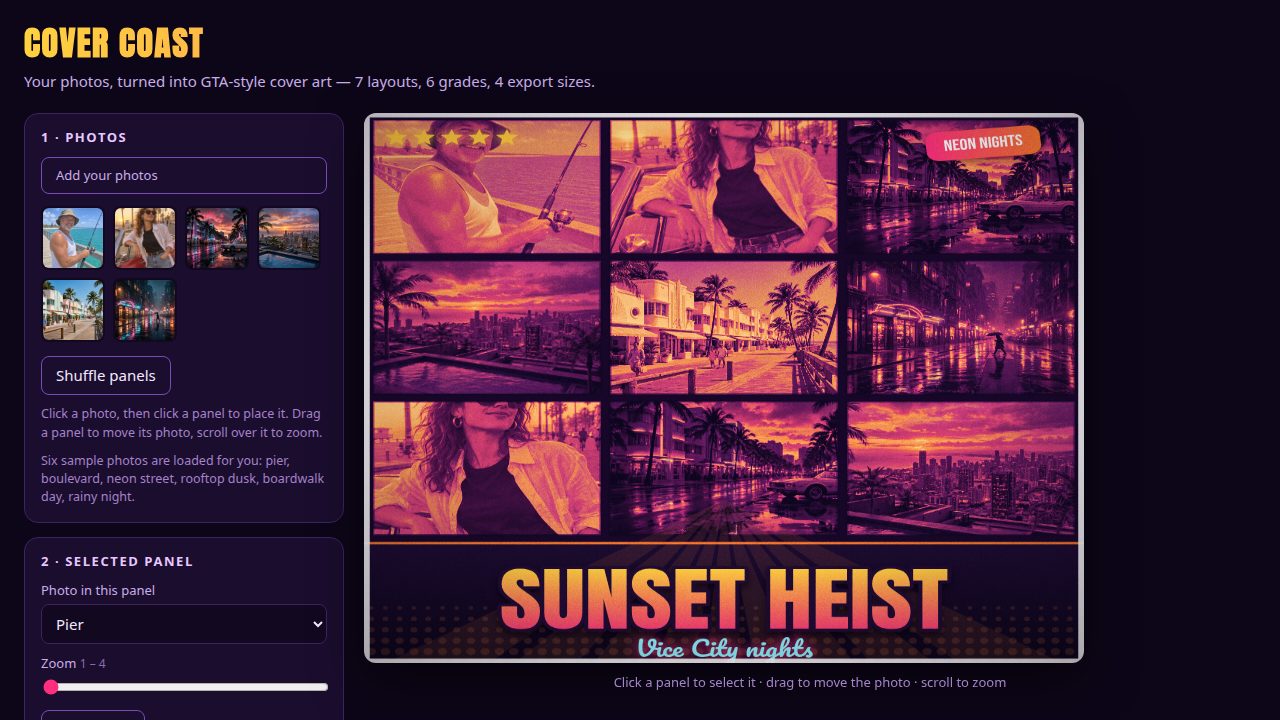 COVER COAST
Your photos, turned into GTA-style cover art — 7 layouts, 6 grades, 4 export sizes.
1 · PHOTOS
Add your photos
Shuffle panels
Click a photo, then click a panel to place it. Drag
a panel to move its photo, scroll over it to zoom.
Six sample photos are loaded for you: pier,
boulevard, neon street, rooftop dusk, boardwalk
day, rainy night.
2 · SELECTED PANEL
Photo in this panel
Pier
Zoom 1 – 4
NEON NIGHTS
SUNSET HEIST
Vice City nights
Click a panel to select it · drag to move the photo · scroll to zoom